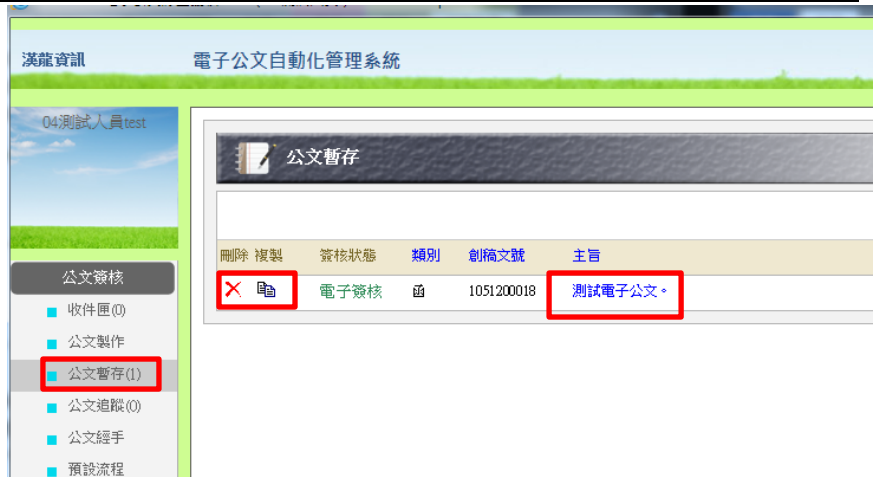 漢龍資訊
電子公文自動化管理系統
04測試人員test
公文暫存
刪除 複製 簽核狀態 類別 創稿文號 主旨
電子簽核 函 1051200018 測試電子公文。
公文簽核
收件匣(0)
公文製作
公文暫存(1)
公文追蹤(0)
公文經手
預設流程